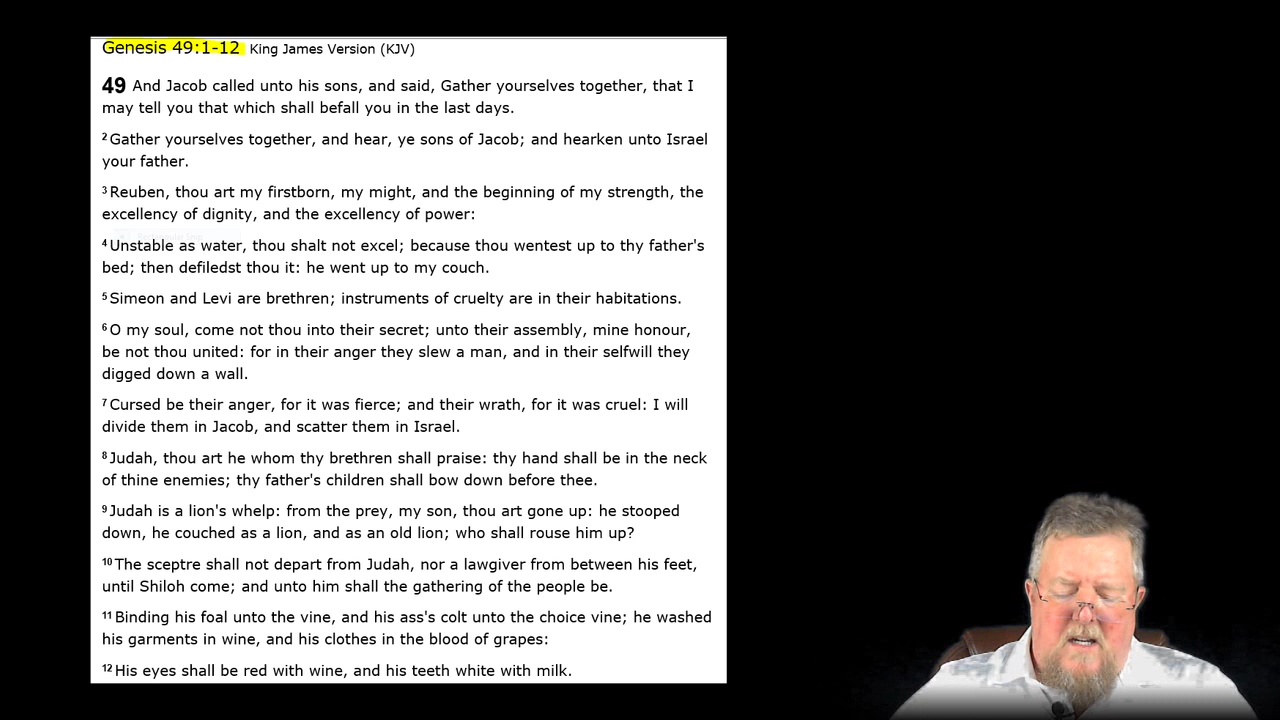 Genesis 49:1-12 King James Version (KJV)
49 And Jacob called unto his sons, and said, Gather yourselves together, that I
may tell you that which shall befall you in the last days.
2 Gather yourselves together, and hear, ye sons of Jacob; and hearken unto Israel
your father.
3 Reuben, thou art my firstborn, my might, and the beginning of my strength, the
excellency of dignity, and the excellency of power:
4 Unstable as water, thou shalt not excel; because thou wentest up to thy father's
bed; then defiledst thou it: he went up to my couch.
5 Simeon and Levi are brethren; instruments of cruelty are in their habitations.
6 O my soul, come not thou into their secret; unto their assembly, mine honour,
be not thou united: for in their anger they slew a man, and in their selfwill they
digged down a wall.
7 Cursed be their anger, for it was fierce; and their wrath, for it was cruel: I will
divide them in Jacob, and scatter them in Israel.
8 Judah, thou art he whom thy brethren shall praise: thy hand shall be in the neck
of thine enemies; thy father's children shall bow down before thee.
9 Judah is a lion's whelp: from the prey, my son, thou art gone up: he stooped
down, he couched as a lion, and as an old lion; who shall rouse him up?
10 The sceptre shall not depart from Judah, nor a lawgiver from between his feet,
until Shiloh come; and unto him shall the gathering of the people be.
11 Binding his foal unto the vine, and his ass's colt unto the choice vine; he washed
his garments in wine, and his clothes in the blood of grapes:
12 His eyes shall be red with wine, and his teeth white with milk.